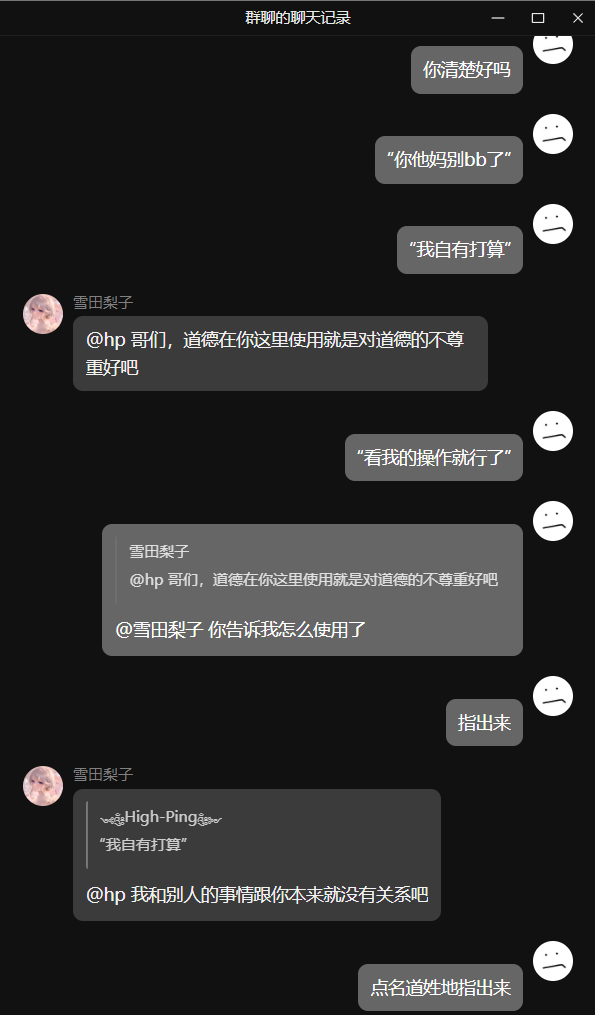 群聊的聊天记录
你清楚好吗
“你他妈别bb了”
“我自有打算”
雪田梨子
@hp 哥们，道德在你这里使用就是对道德的不尊
重好吧
“看我的操作就行了”
雪田梨子
@hp 哥们，道德在你这里使用就是对道德的不尊重好吧
@雪田梨子 你告诉我怎么使用了
指出来
雪田梨子
High-Ping
“我自有打算”
@hp 我和别人的事情跟你本来就没有关系吧
点名道姓地指出来